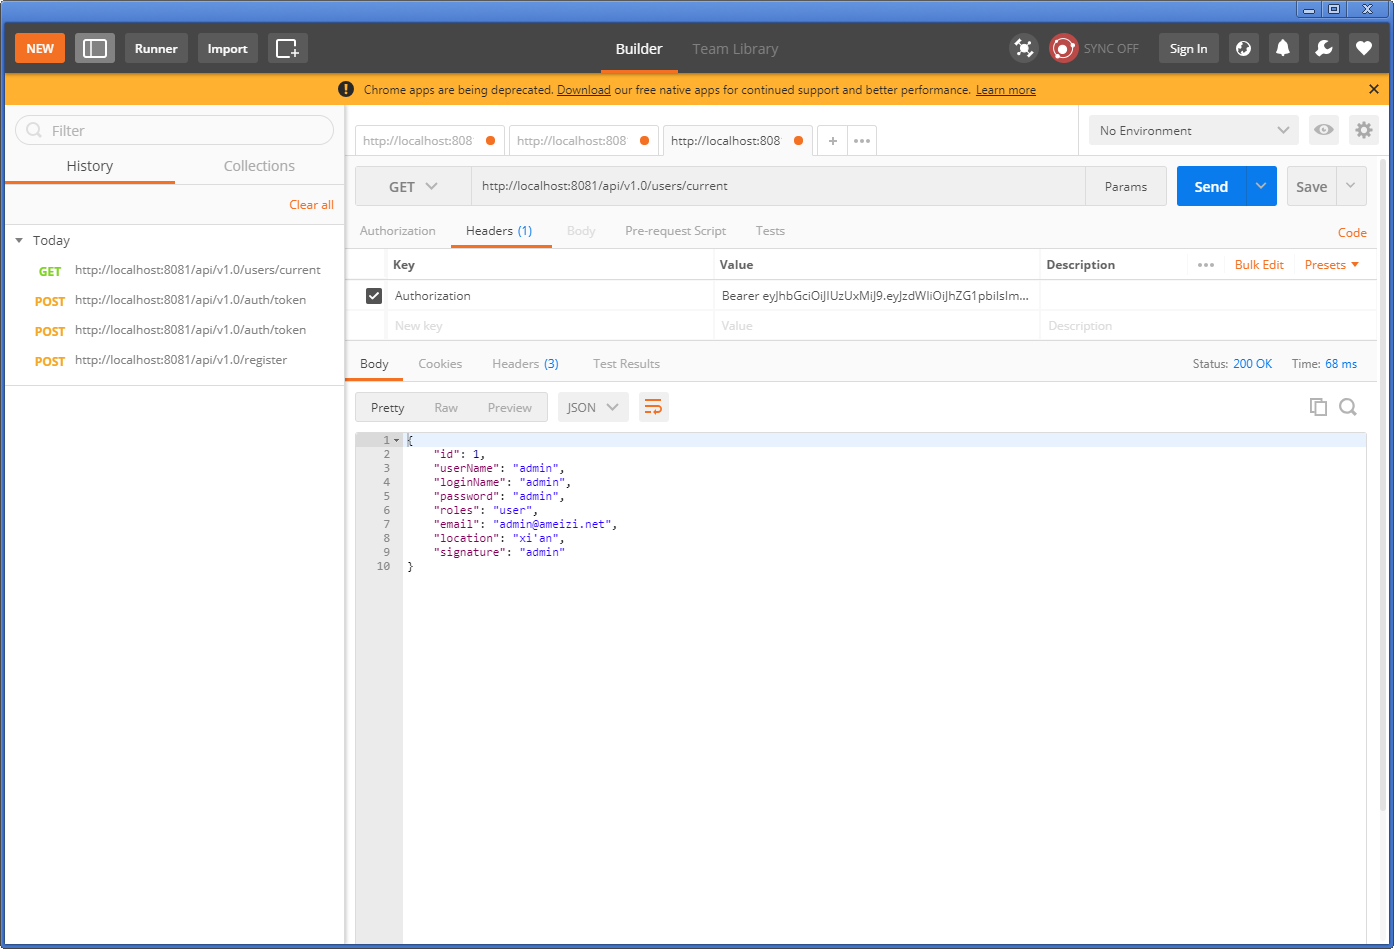 NEW Runner Import Builder Team Library SYNC OFF Sign In
Chrome apps are being deprecated. Download our free native apps for continued support and better performance. Learn more
Filter
History Collections
Clear all
Today
GET http://localhost:8081/api/v1.0/users/current
POST http://localhost:8081/api/v1.0/auth/token
POST http://localhost:8081/api/v1.0/auth/token
POST http://localhost:8081/api/v1.0/register
http://localhost:808 http://localhost:808 http://localhost:808 + ••• No Environment
GET http://localhost:8081/api/v1.0/users/current Params Send Save
Authorization Headers (1) Body Pre-request Script Tests Code
Key Value Description ••• Bulk Edit Presets
Authorization Bearer eyJhbGciOiJIUzUxMiJ9.eyJzdWIiOiJhZG1pbiIsIm...
New key Value Description
Body Cookies Headers (3) Test Results Status: 200 OK Time: 68 ms
Pretty Raw Preview JSON
1 {
2 "id": 1,
3 "userName": "admin",
4 "loginName": "admin",
5 "password": "admin",
6 "roles": "user",
7 "email": "admin@ameizi.net",
8 "location": "xi'an",
9 "signature": "admin"
10 }